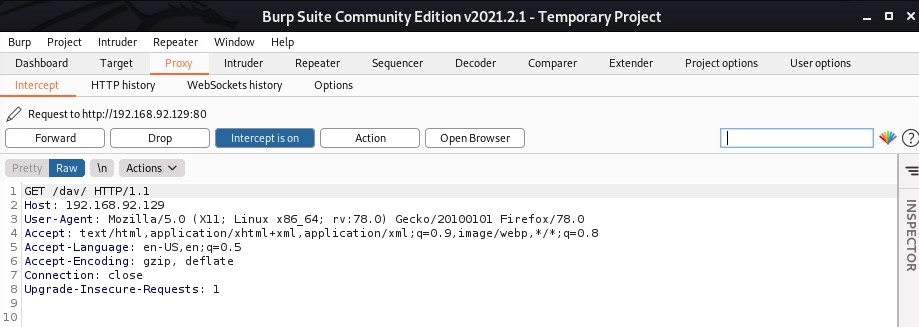 Burp Suite Community Edition v2021.2.1 - Temporary Project
Burp Project Intruder Repeater Window Help
Dashboard Target Proxy Intruder Repeater Sequencer Decoder Comparer Extender Project options User options
Intercept HTTP history WebSockets history Options
Request to http://192.168.92.129:80
Forward Drop Intercept is on Action Open Browser
Pretty Raw \n Actions
1 GET /dav/ HTTP/1.1
2 Host: 192.168.92.129
3 User-Agent: Mozilla/5.0 (X11; Linux x86_64; rv:78.0) Gecko/20100101 Firefox/78.0
4 Accept: text/html,application/xhtml+xml,application/xml;q=0.9,image/webp,*/*;q=0.8
5 Accept-Language: en-US,en;q=0.5
6 Accept-Encoding: gzip, deflate
7 Connection: close
8 Upgrade-Insecure-Requests: 1
9
10
INSPECTOR